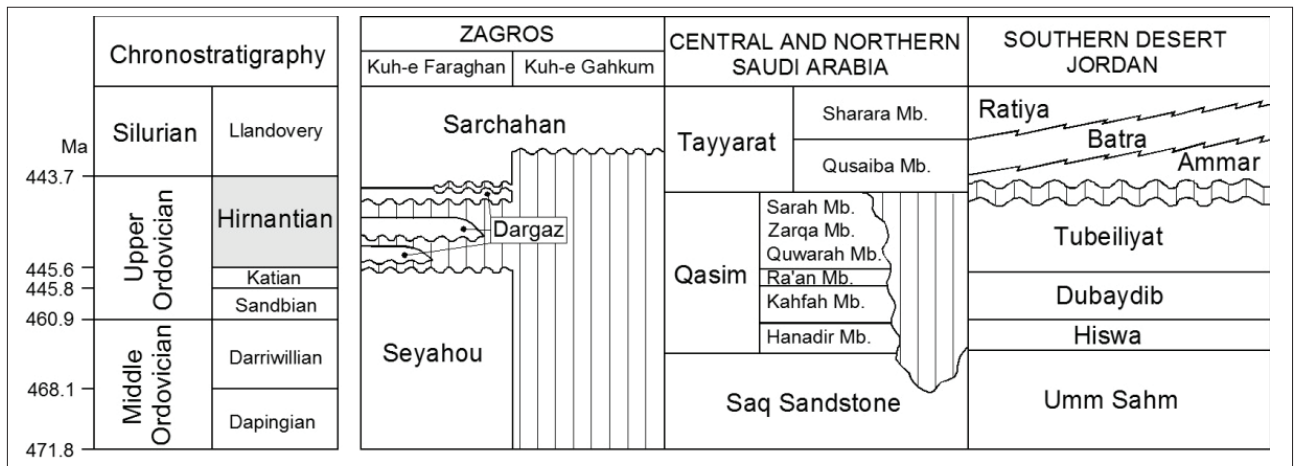 Chronostratigraphy
ZAGROS
Kuh-e Faraghan
Kuh-e Gahkum
CENTRAL AND NORTHERN
SAUDI ARABIA
SOUTHERN DESERT
JORDAN
Ma
443.7
445.6
445.8
460.9
468.1
471.8
Silurian
Upper
Ordovician
Middle
Ordovician
Llandovery
Hirnantian
Katian
Sandbian
Darriwillian
Dapingian
Sarchahan
Dargaz
Seyahou
Tayyarat
Sharara Mb.
Qusaiba Mb.
Qasim
Sarah Mb.
Zarqa Mb.
Quwarah Mb.
Ra'an Mb.
Kahfah Mb.
Hanadir Mb.
Saq Sandstone
Ratiya
Batra
Ammar
Tubeiliyat
Dubaydib
Hiswa
Umm Sahm